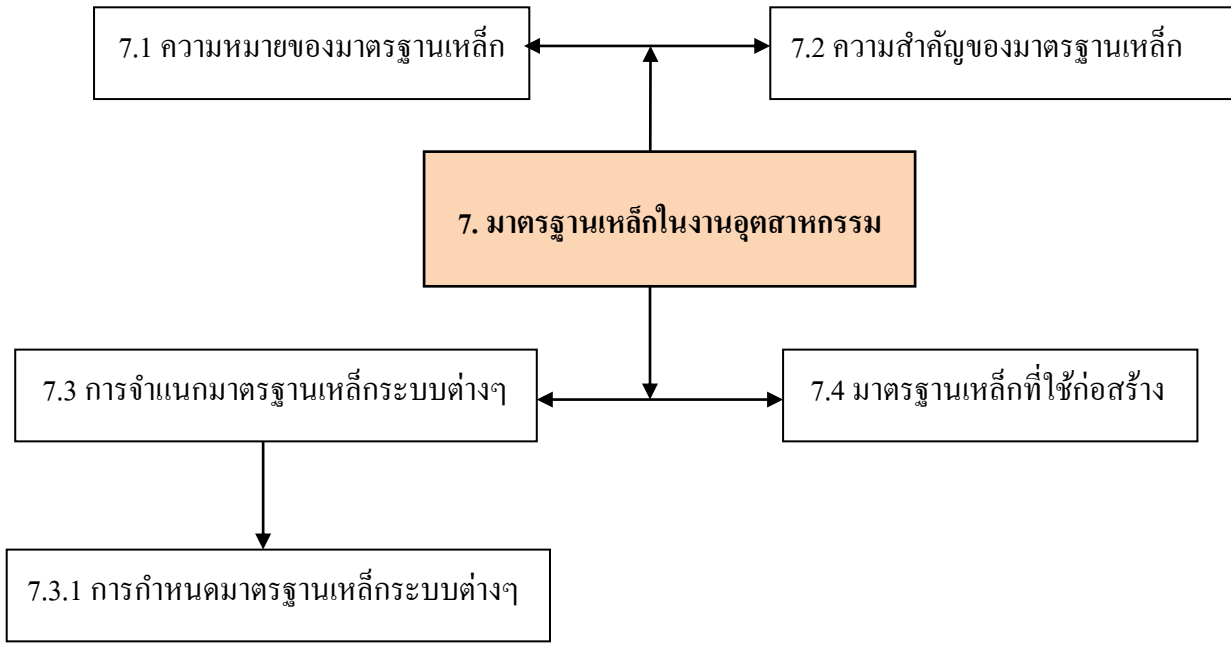 7.1 ความหมายของมาตรฐานเหล็ก
7.2 ความสำคัญของมาตรฐานเหล็ก
7. มาตรฐานเหล็กในงานอุตสาหกรรม
7.3 การจำแนกมาตรฐานเหล็กระบบต่างๆ
7.4 มาตรฐานเหล็กที่ใช้ก่อสร้าง
7.3.1 การกำหนดมาตรฐานเหล็กระบบต่างๆ